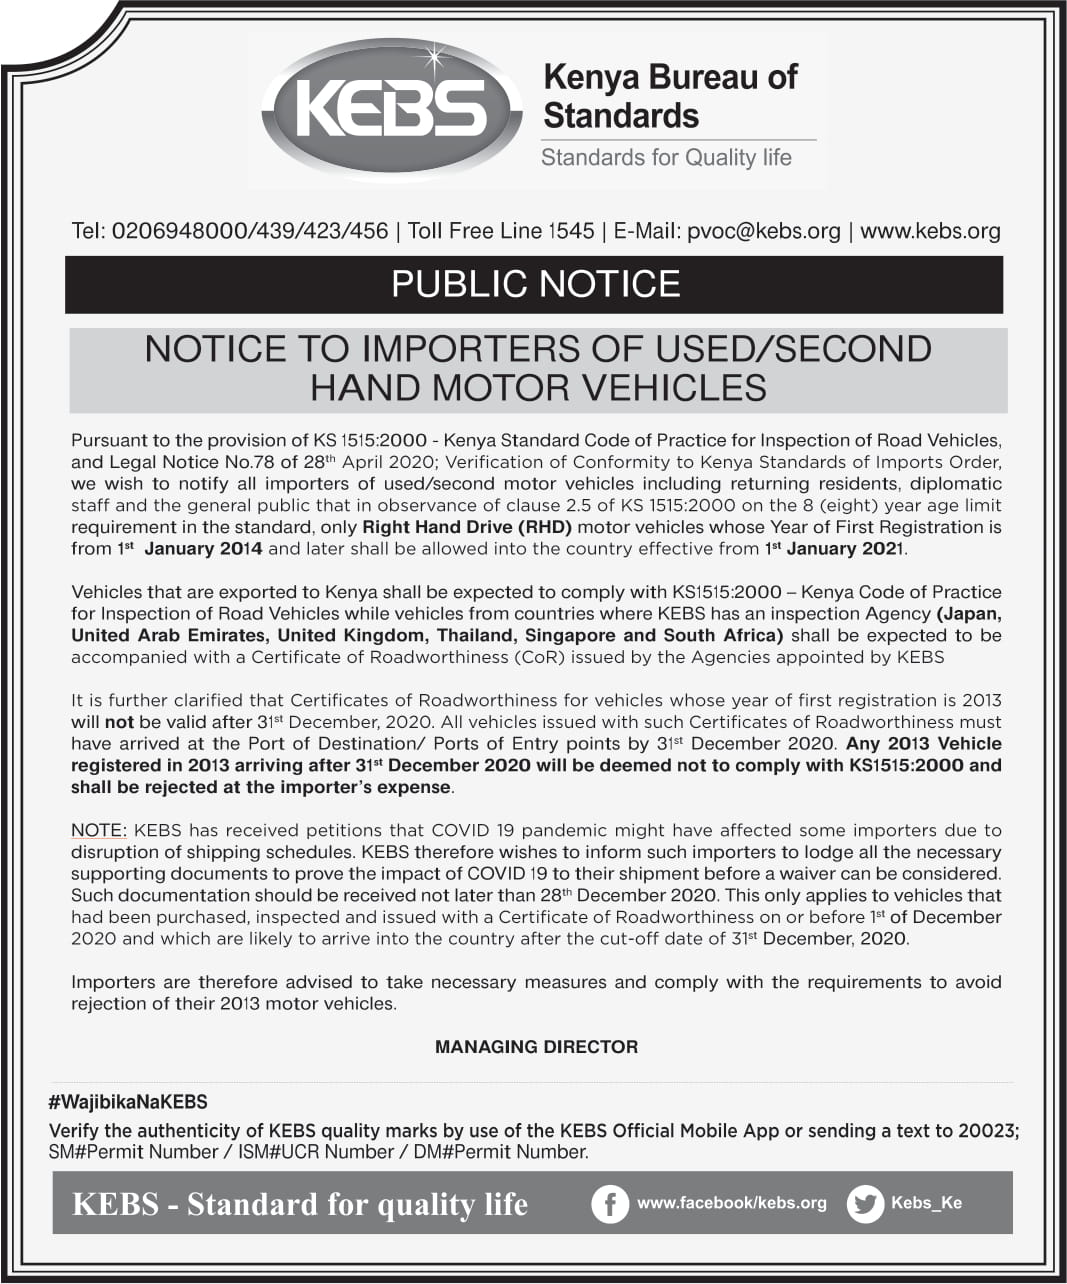 KEBS
Kenya Bureau of
Standards
Standards for Quality life
Tel: 0206948000/439/423/456 | Toll Free Line 1545 | E-Mail: pvoc@kebs.org | www.kebs.org
PUBLIC NOTICE
NOTICE TO IMPORTERS OF USED/SECOND
HAND MOTOR VEHICLES
Pursuant to the provision of KS 1515:2000 - Kenya Standard Code of Practice for Inspection of Road Vehicles,
and Legal Notice No.78 of 28th April 2020; Verification of Conformity to Kenya Standards of Imports Order,
we wish to notify all importers of used/second motor vehicles including returning residents, diplomatic
staff and the general public that in observance of clause 2.5 of KS 1515:2000 on the 8 (eight) year age limit
requirement in the standard, only Right Hand Drive (RHD) motor vehicles whose Year of First Registration is
from 1st January 2014 and later shall be allowed into the country effective from 1st January 2021.
Vehicles that are exported to Kenya shall be expected to comply with KS1515:2000 – Kenya Code of Practice
for Inspection of Road Vehicles while vehicles from countries where KEBS has an inspection Agency (Japan,
United Arab Emirates, United Kingdom, Thailand, Singapore and South Africa) shall be expected to be
accompanied with a Certificate of Roadworthiness (CoR) issued by the Agencies appointed by KEBS
It is further clarified that Certificates of Roadworthiness for vehicles whose year of first registration is 2013
will not be valid after 31st December, 2020. All vehicles issued with such Certificates of Roadworthiness must
have arrived at the Port of Destination/ Ports of Entry points by 31st December 2020. Any 2013 Vehicle
registered in 2013 arriving after 31st December 2020 will be deemed not to comply with KS1515:2000 and
shall be rejected at the importer's expense.
NOTE: KEBS has received petitions that COVID 19 pandemic might have affected some importers due to
disruption of shipping schedules. KEBS therefore wishes to inform such importers to lodge all the necessary
supporting documents to prove the impact of COVID 19 to their shipment before a waiver can be considered.
Such documentation should be received not later than 28th December 2020. This only applies to vehicles that
had been purchased, inspected and issued with a Certificate of Roadworthiness on or before 1st of December
2020 and which are likely to arrive into the country after the cut-off date of 31st December, 2020.
Importers are therefore advised to take necessary measures and comply with the requirements to avoid
rejection of their 2013 motor vehicles.
MANAGING DIRECTOR
#WajibikaNaKEBS
Verify the authenticity of KEBS quality marks by use of the KEBS Official Mobile App or sending a text to 20023;
SM#Permit Number / ISM#UCR Number / DM#Permit Number.
KEBS - Standard for quality life
www.facebook/kebs.org
Kebs_Ke